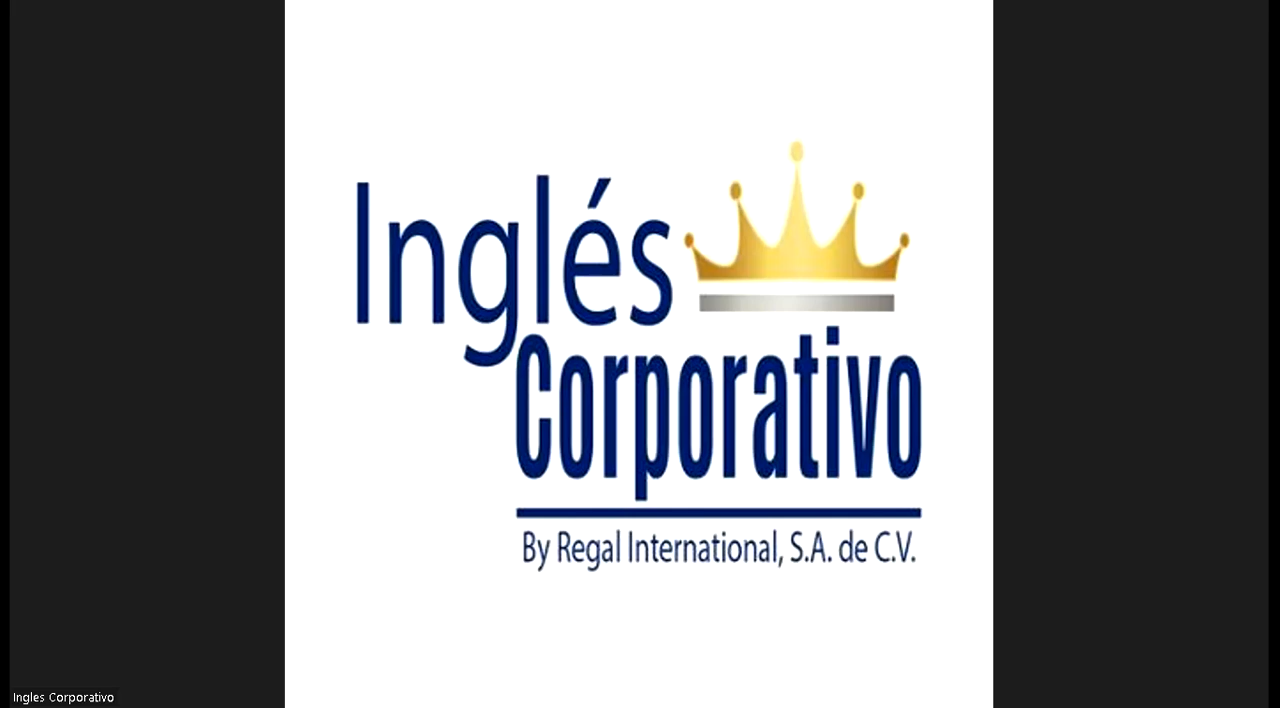 Inglés
Corporativo
By Regal International, S.A. de C.V.
Ingles Corporativo